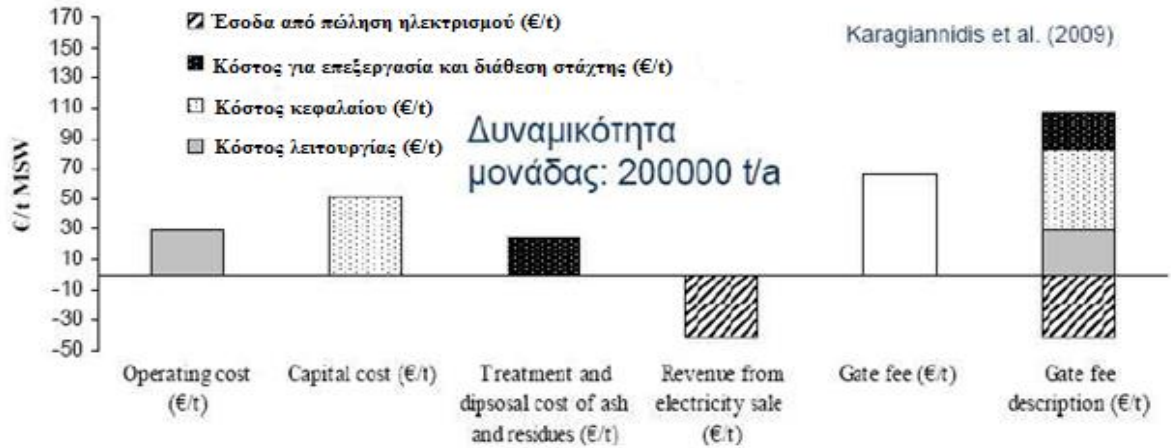 170
150
130
110
90
70
50
30
10
-10
-30
-50
€/t MSW
Έσοδα από πώληση ηλεκτρισμού (€/t)
Κόστος για επεξεργασία και διάθεση στάχτης (€/t)
Κόστος κεφαλαίου (€/t)
Κόστος λειτουργίας (€/t)
Karagiannidis et al. (2009)
Δυναμικότητα
μονάδας: 200000 t/a
Operating cost
(€/t)
Capital cost (€/t)
Treatment and
dipsosal cost of ash
and residues (€/t)
Revenue from
electricity sale
(€/t)
Gate fee (€/t)
Gate fee
description (€/t)